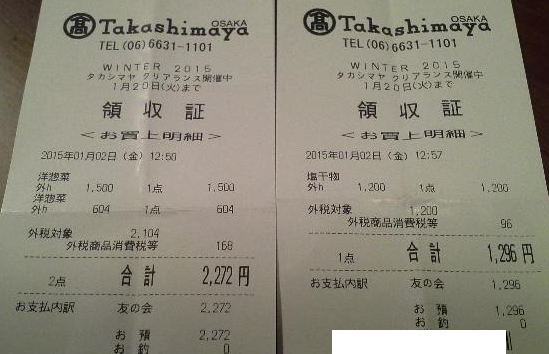 髙 Takashimaya OSAKA
TEL (06)6631-1101
WINTER 2015
タカシマヤ クリアランス開催中
1月20日(火)まで
領収証
<お買上明細>
2015年01月02日(金) 12:50
洋惣菜
外h 1,500 1点 1,500
洋惣菜
外h 604 1点 604
外税対象 2,104
外税商品消費税等 168
2点 合計 2,272円
お支払内訳 友の会 2,272
お預 2,272
お釣 0
髙 Takashimaya OSAKA
TEL (06)6631-1101
WINTER 2015
タカシマヤ クリアランス開催中
1月20日(火)まで
領収証
<お買上明細>
2015年01月02日(金) 12:57
塩干物
外h 1,200 1点 1,200
外税対象 1,200
外税商品消費税等 96
1点 合計 1,296円
お支払内訳 友の会 1,296
お預 1,296
お釣 0